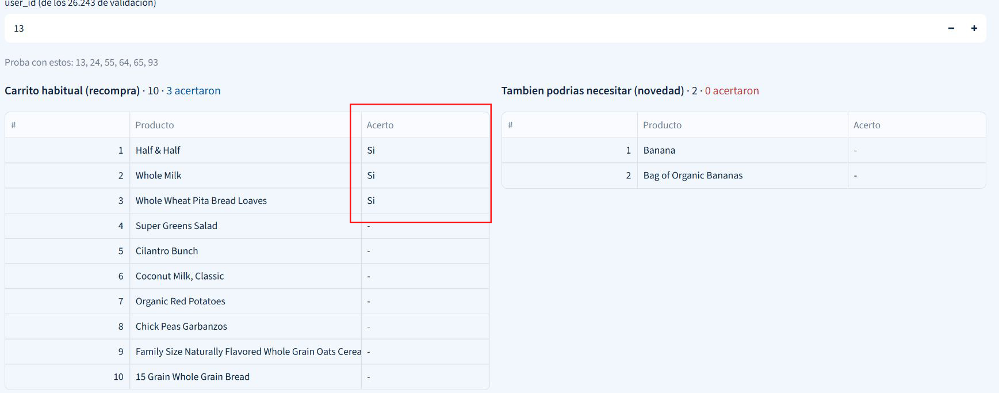 user_id (de los 26.243 de validacion)
13
Proba con estos: 13, 24, 55, 64, 65, 93
Carrito habitual (recompra) · 10 · 3 acertaron
# Producto Acerto
1 Half & Half Si
2 Whole Milk Si
3 Whole Wheat Pita Bread Loaves Si
4 Super Greens Salad -
5 Cilantro Bunch -
6 Coconut Milk, Classic -
7 Organic Red Potatoes -
8 Chick Peas Garbanzos -
9 Family Size Naturally Flavored Whole Grain Oats Cerea -
10 15 Grain Whole Grain Bread -
Tambien podrias necesitar (novedad) · 2 · 0 acertaron
# Producto Acerto
1 Banana -
2 Bag of Organic Bananas -